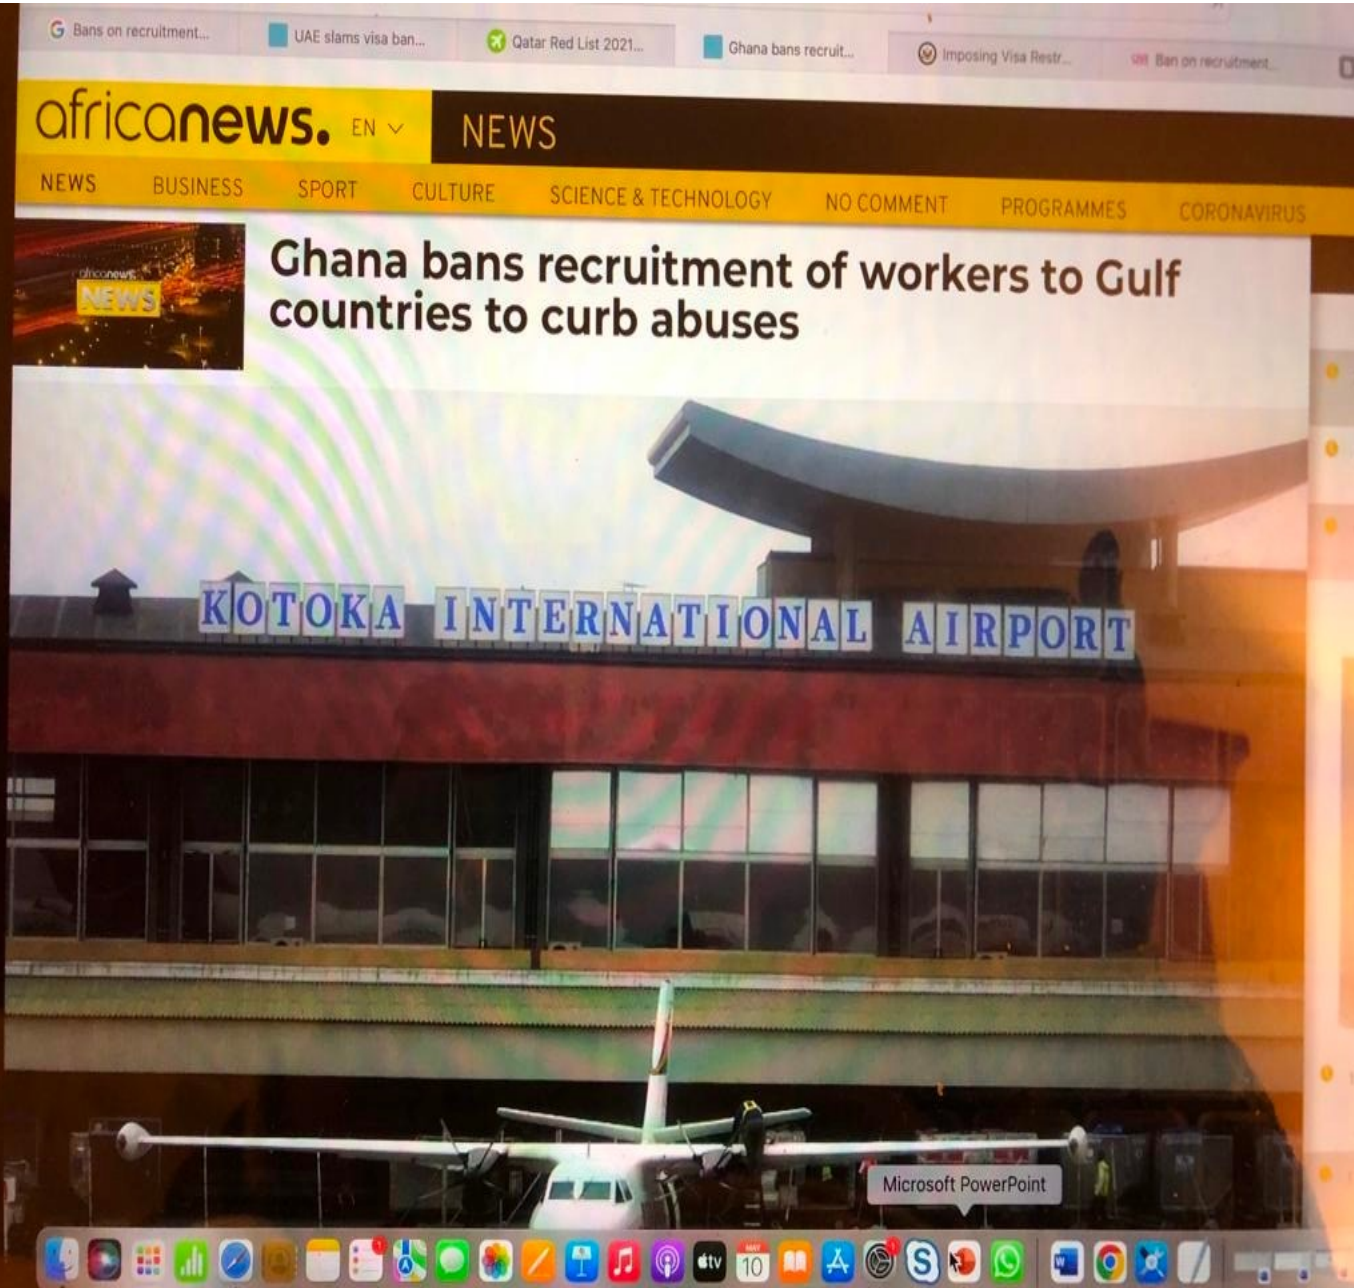 Bans on recruitment...
UAE slams visa ban...
Qatar Red List 2021...
Ghana bans recruit...
Imposing Visa Restr...
Ban on recruitment...
africanews. EN
NEWS
NEWS
BUSINESS
SPORT
CULTURE
SCIENCE & TECHNOLOGY
NO COMMENT
PROGRAMMES
CORONAVIRUS
africanews.
NEWS
Ghana bans recruitment of workers to Gulf
countries to curb abuses
KOTOKA INTERNATIONAL AIRPORT
Microsoft PowerPoint
tv
MAY
10